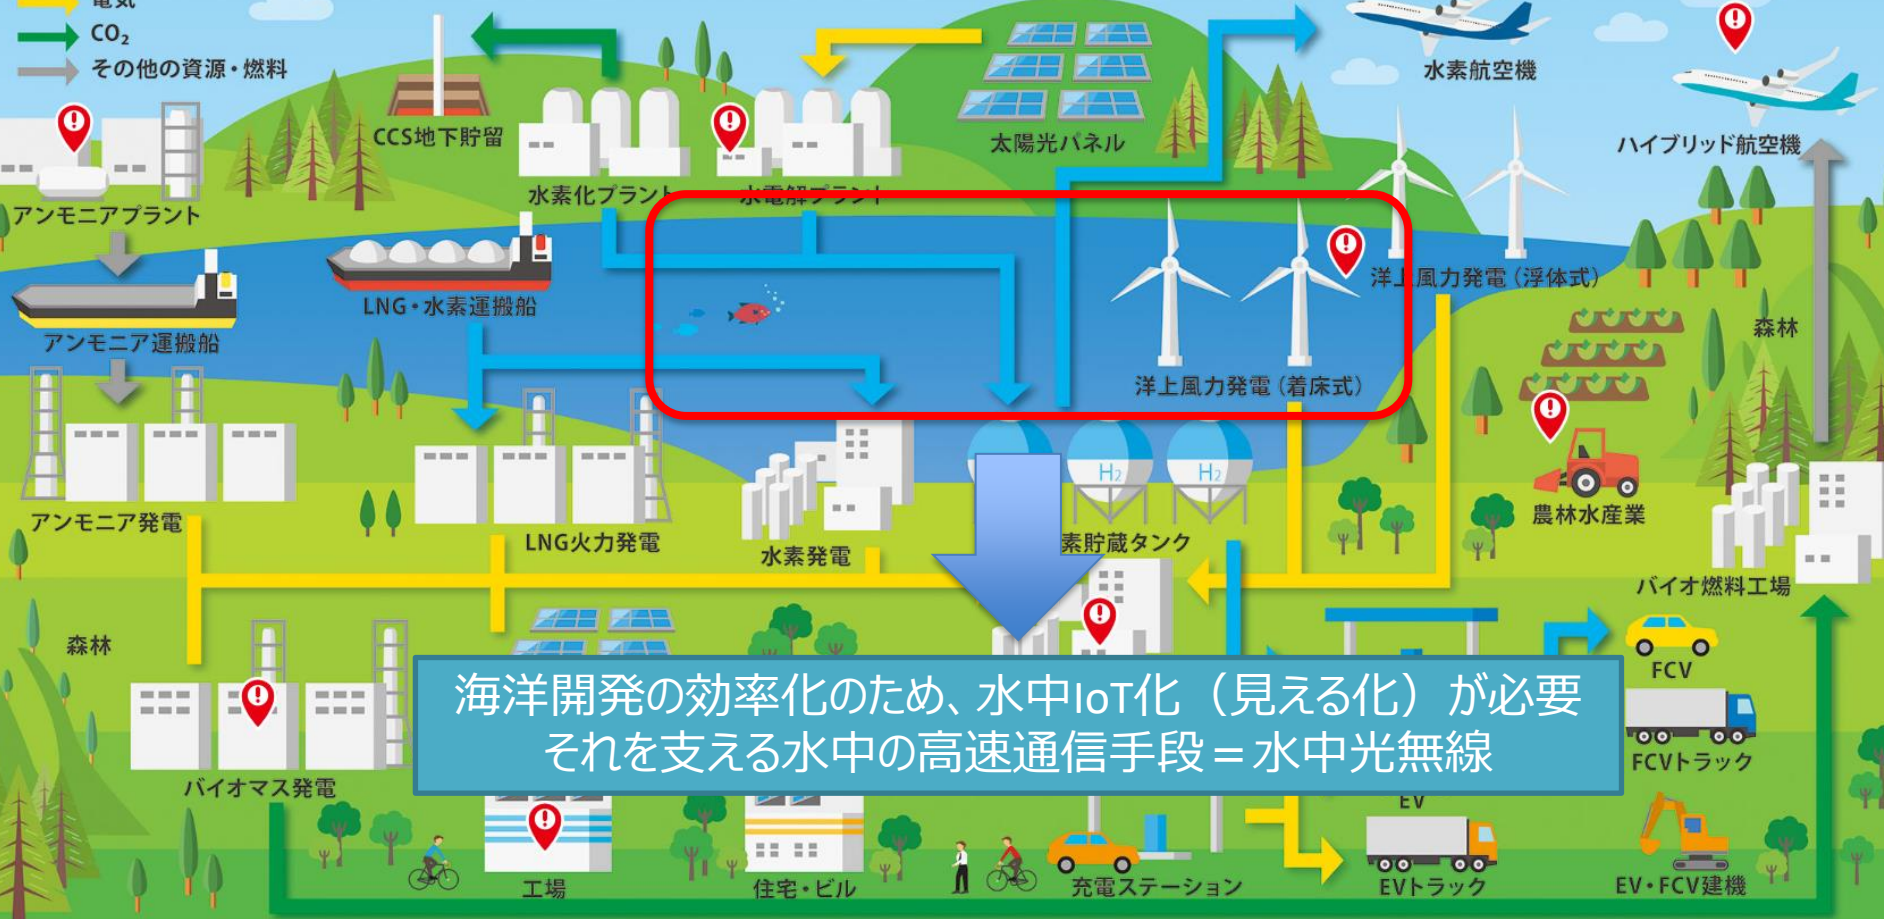 電気
CO₂
その他の資源・燃料
水素航空機
ハイブリッド航空機
CCS地下貯留
太陽光パネル
水素化プラント
水電解プラント
アンモニアプラント
洋上風力発電（浮体式）
LNG・水素運搬船
アンモニア運搬船
森林
洋上風力発電（着床式）
H₂
H₂
アンモニア発電
LNG火力発電
水素発電
素貯蔵タンク
農林水産業
バイオ燃料工場
森林
FCV
海洋開発の効率化のため、水中IoT化（見える化）が必要
それを支える水中の高速通信手段＝水中光無線
FCVトラック
バイオマス発電
EV
工場
住宅・ビル
充電ステーション
EVトラック
EV・FCV建機